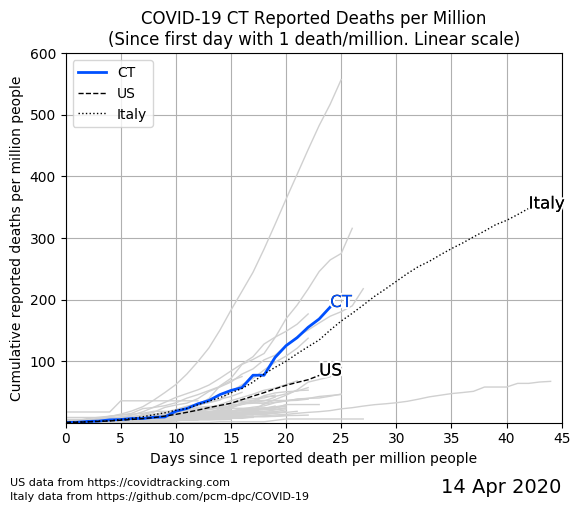 COVID-19 CT Reported Deaths per Million
(Since first day with 1 death/million. Linear scale)
Cumulative reported deaths per million people
600
500
400
300
200
100
CT
US
Italy
Italy
CT
US
0 5 10 15 20 25 30 35 40 45
Days since 1 reported death per million people
US data from https://covidtracking.com
Italy data from https://github.com/pcm-dpc/COVID-19
14 Apr 2020